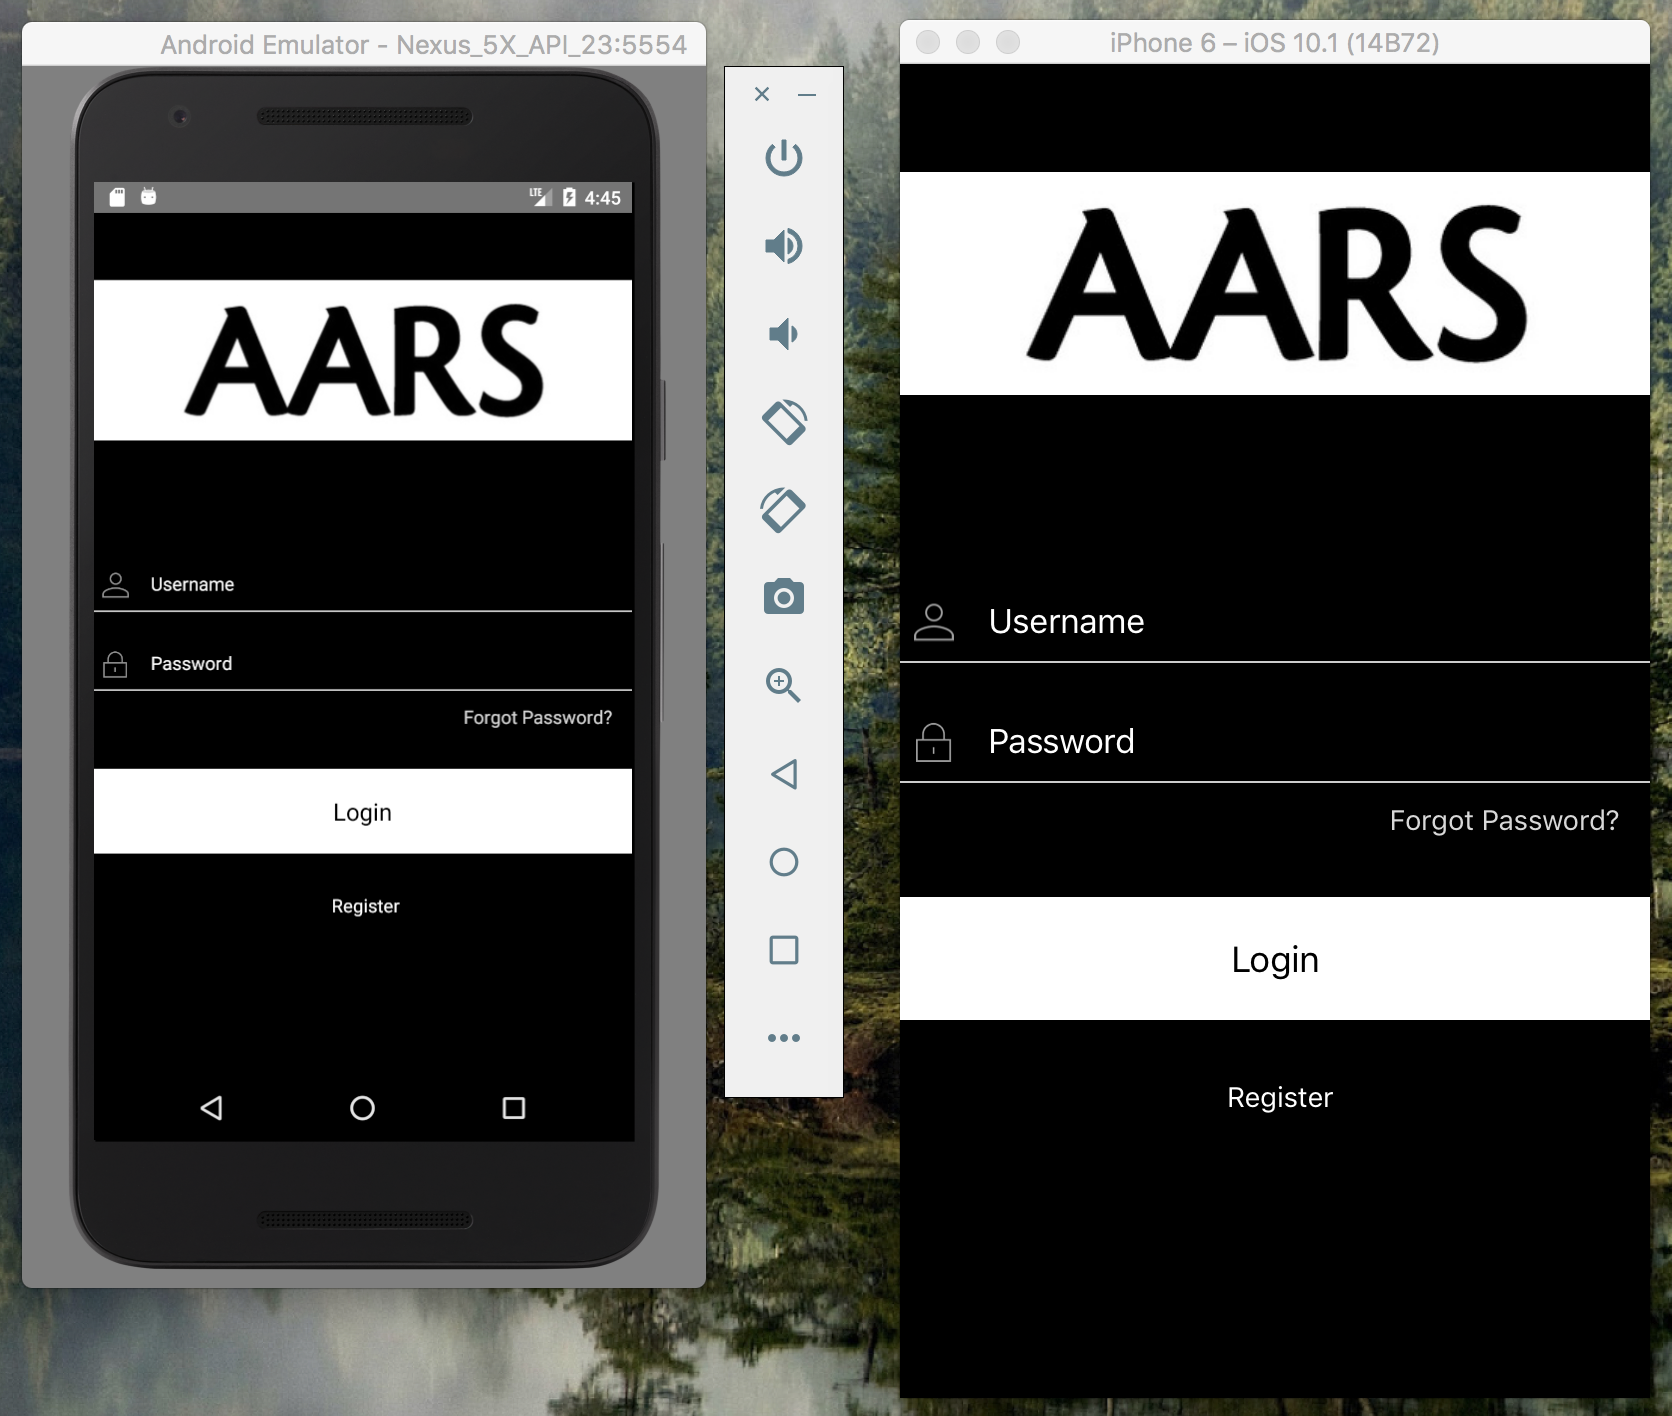 Android Emulator - Nexus_5X_API_23:5554
LTE 4:45
AARS
Username
Password
Forgot Password?
Login
Register
iPhone 6 – iOS 10.1 (14B72)
AARS
Username
Password
Forgot Password?
Login
Register